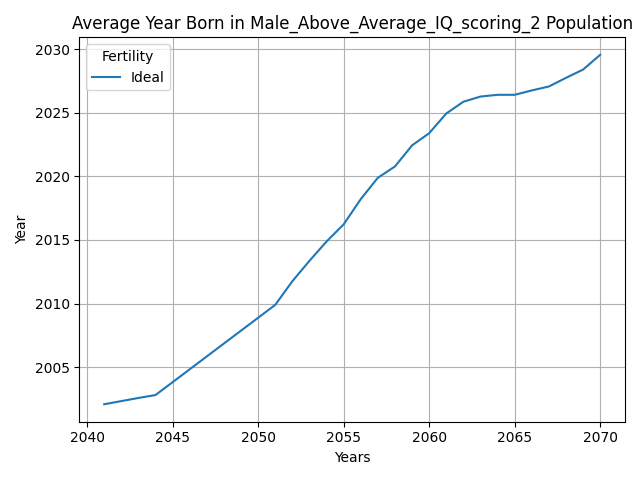 Average Year Born in Male_Above_Average_IQ_scoring_2 Population
Fertility
Ideal
Year
2030
2025
2020
2015
2010
2005
2040
2045
2050
2055
2060
2065
2070
Years